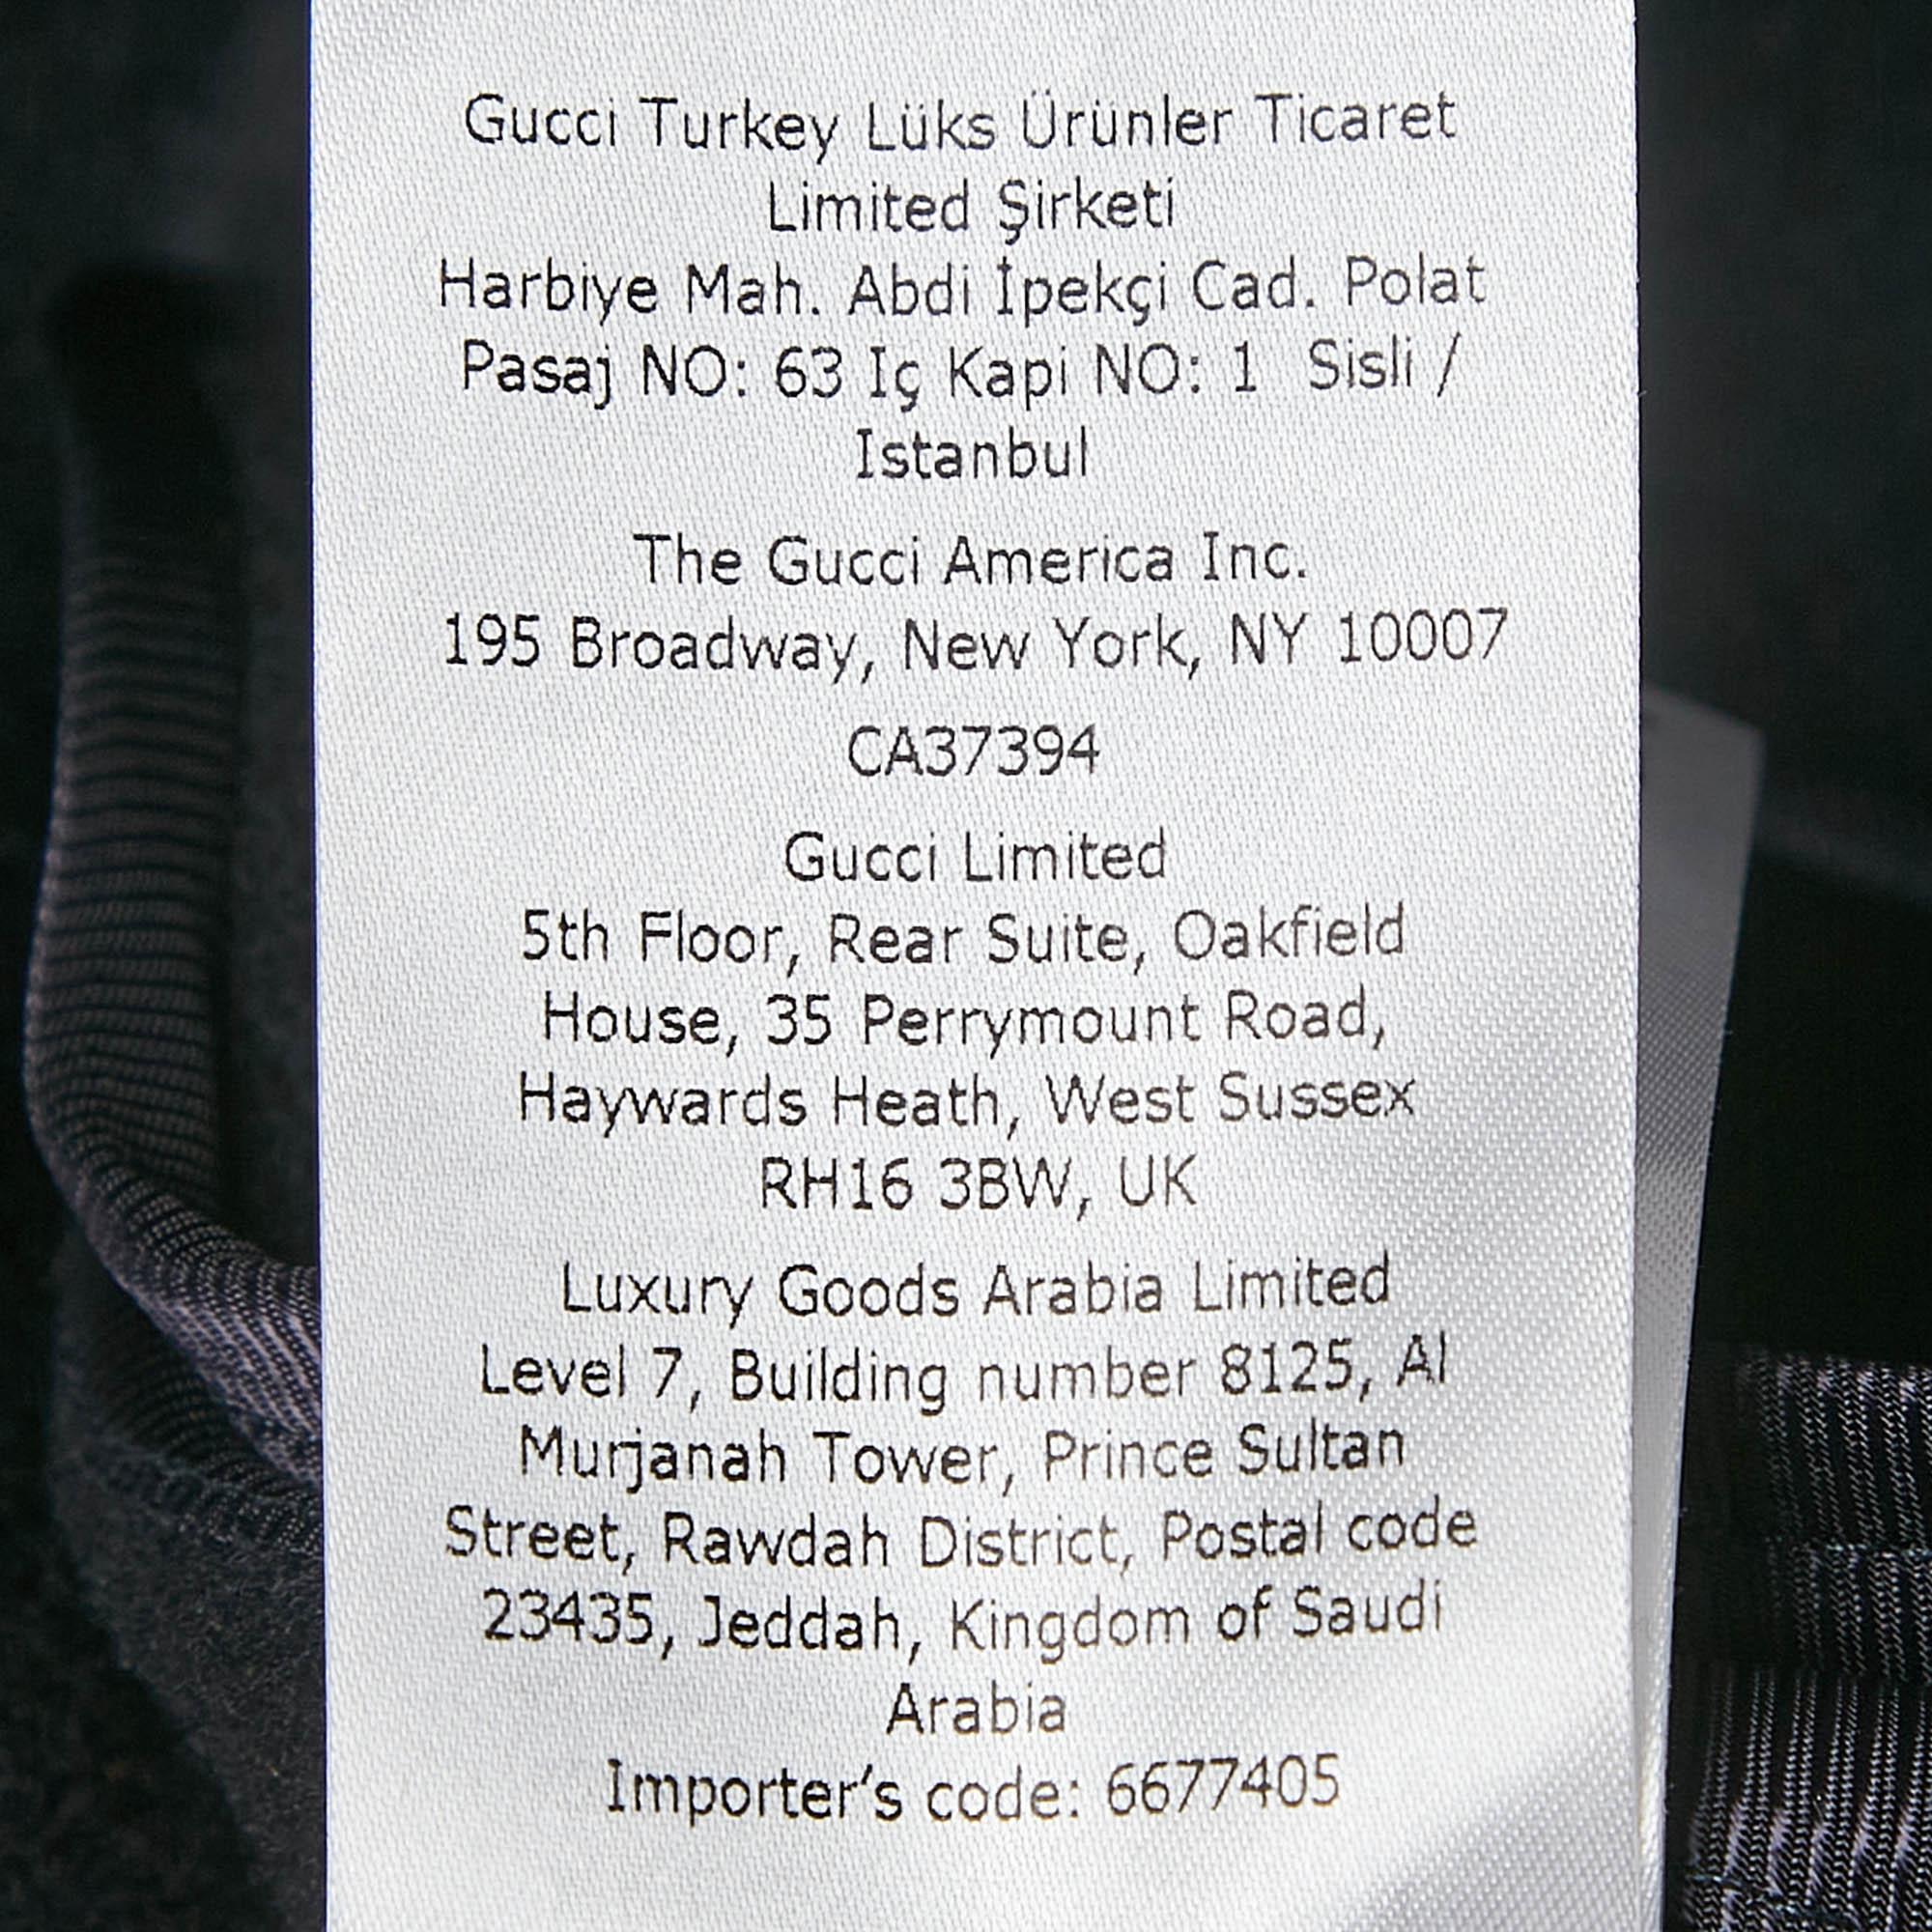 Gucci Turkey Lüks Ürünler Ticaret
Limited Şirketi
Harbiye Mah. Abdi İpekçi Cad. Polat
Pasaj NO: 63 Iç Kapi NO: 1  Sisli /
Istanbul
The Gucci America Inc.
195 Broadway, New York, NY 10007
CA37394
Gucci Limited
5th Floor, Rear Suite, Oakfield
House, 35 Perrymount Road,
Haywards Heath, West Sussex
RH16 3BW, UK
Luxury Goods Arabia Limited
Level 7, Building number 8125, Al
Murjanah Tower, Prince Sultan
Street, Rawdah District, Postal code
23435, Jeddah, Kingdom of Saudi
Arabia
Importer’s code: 6677405